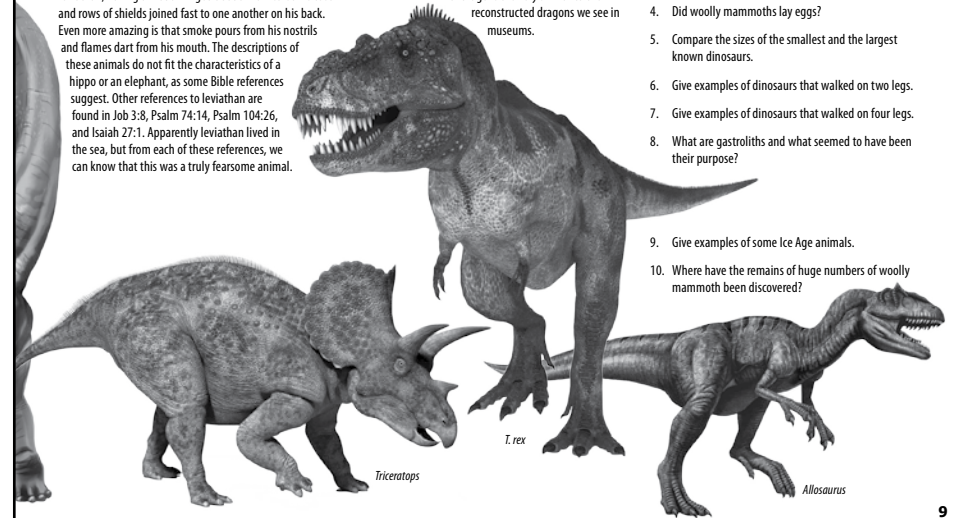 and rows of shields joined fast to one another on his back.
Even more amazing is that smoke pours from his nostrils
and flames dart from his mouth. The descriptions of
these animals do not fit the characteristics of a
hippo or an elephant, as some Bible references
suggest. Other references to leviathan are
found in Job 3:8, Psalm 74:14, Psalm 104:26,
and Isaiah 27:1. Apparently leviathan lived in
the sea, but from each of these references, we
can know that this was a truly fearsome animal.
reconstructed dragons we see in
museums.
4. Did woolly mammoths lay eggs?
5. Compare the sizes of the smallest and the largest
known dinosaurs.
6. Give examples of dinosaurs that walked on two legs.
7. Give examples of dinosaurs that walked on four legs.
8. What are gastroliths and what seemed to have been
their purpose?
9. Give examples of some Ice Age animals.
10. Where have the remains of huge numbers of woolly
mammoth been discovered?
T. rex
Triceratops
Allosaurus
9